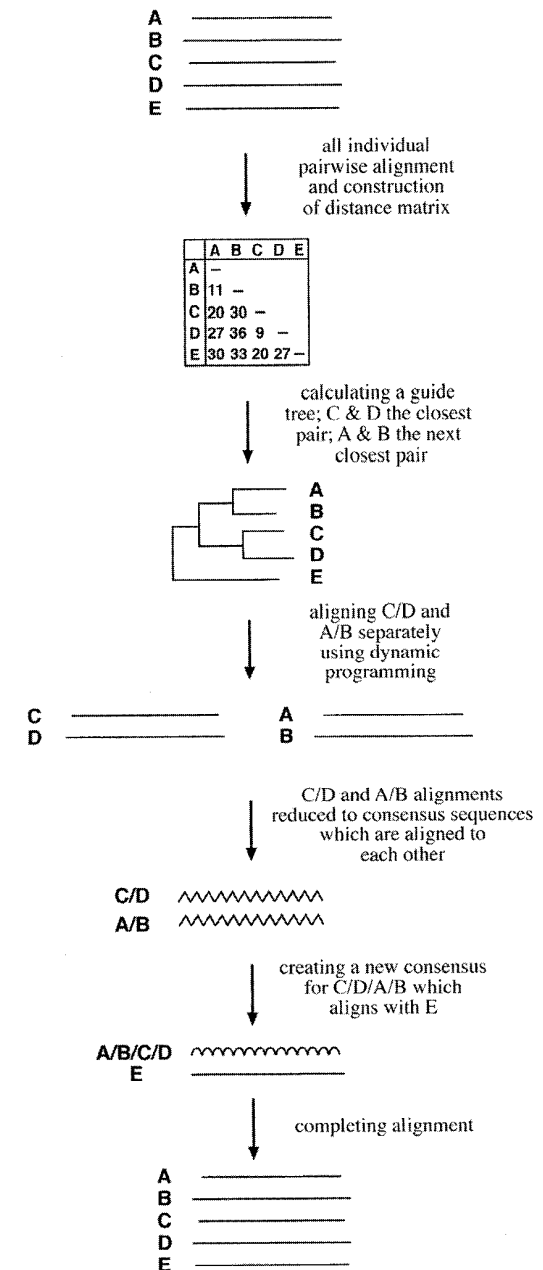 A
B
C
D
E
all individual
pairwise alignment
and construction
of distance matrix
A B C D E
A –
B 11 –
C 20 30 –
D 27 36 9 –
E 30 33 20 27 –
calculating a guide
tree; C & D the closest
pair; A & B the next
closest pair
A
B
C
D
E
aligning C/D and
A/B separately
using dynamic
programming
C A
D B
C/D and A/B alignments
reduced to consensus sequences
which are aligned to
each other
C/D
A/B
creating a new consensus
for C/D/A/B which
aligns with E
A/B/C/D
E
completing alignment
A
B
C
D
E